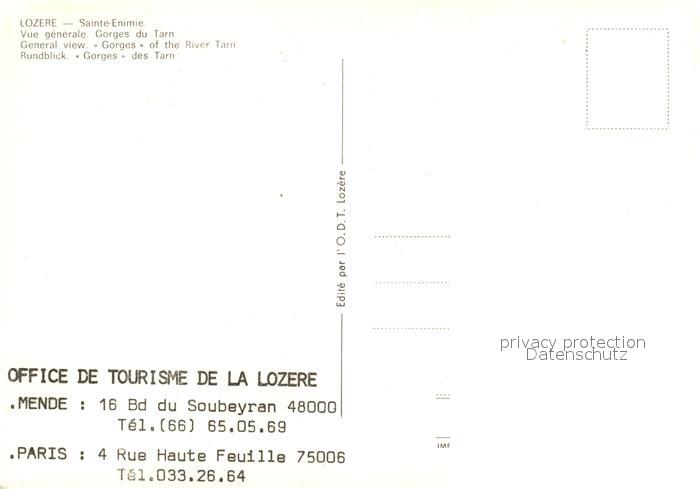 LOZERE — Sainte-Enimie.
Vue générale. Gorges du Tarn
General view. « Gorges » of the River Tarn.
Rundblick. « Gorges » des Tarn
Edité par l'O.D.T. Lozère
privacy protection
Datenschutz
OFFICE DE TOURISME DE LA LOZERE
.MENDE : 16 Bd du Soubeyran 48000
Tél.(66) 65.05.69
.PARIS : 4 Rue Haute Feuille 75006
Tél.033.26.64